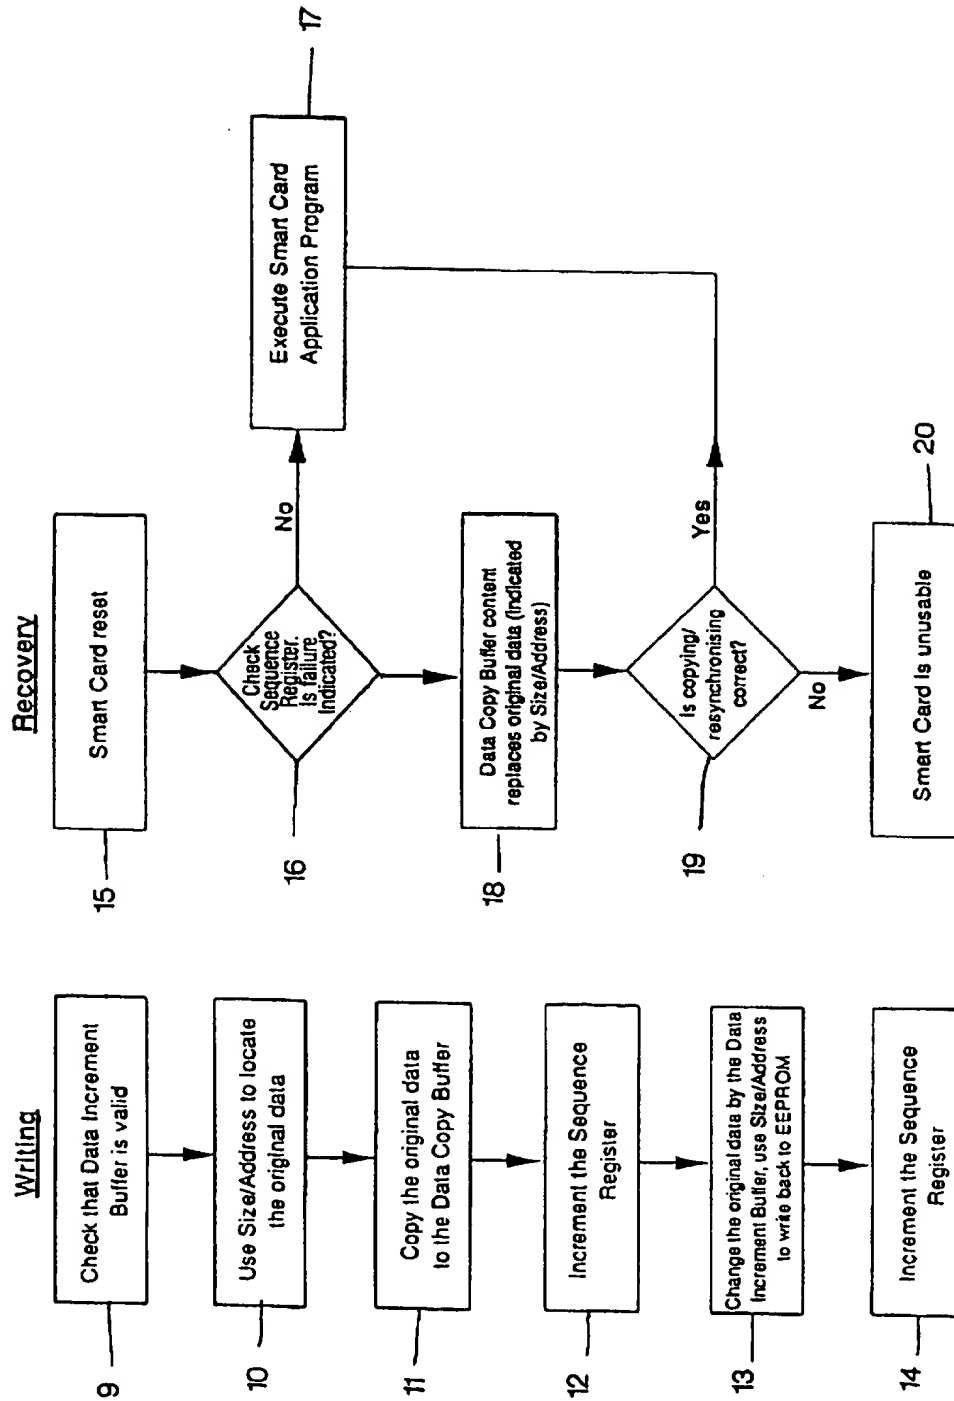 Writing
9
Check that Data Increment
Buffer is valid
10
Use Size/Address to locate
the original data
11
Copy the original data
to the Data Copy Buffer
12
Increment the Sequence
Register
13
Change the original data by the Data
Increment Buffer, use Size/Address
to write back to EEPROM
14
Increment the Sequence
Register
Recovery
15
Smart Card reset
16
Check
Sequence
Register.
Is failure
Indicated?
No
17
Execute Smart Card
Application Program
18
Data Copy Buffer content
replaces original data (Indicated
by Size/Address)
19
Is copying/
resynchronising
correct?
Yes
No
20
Smart Card is unusable